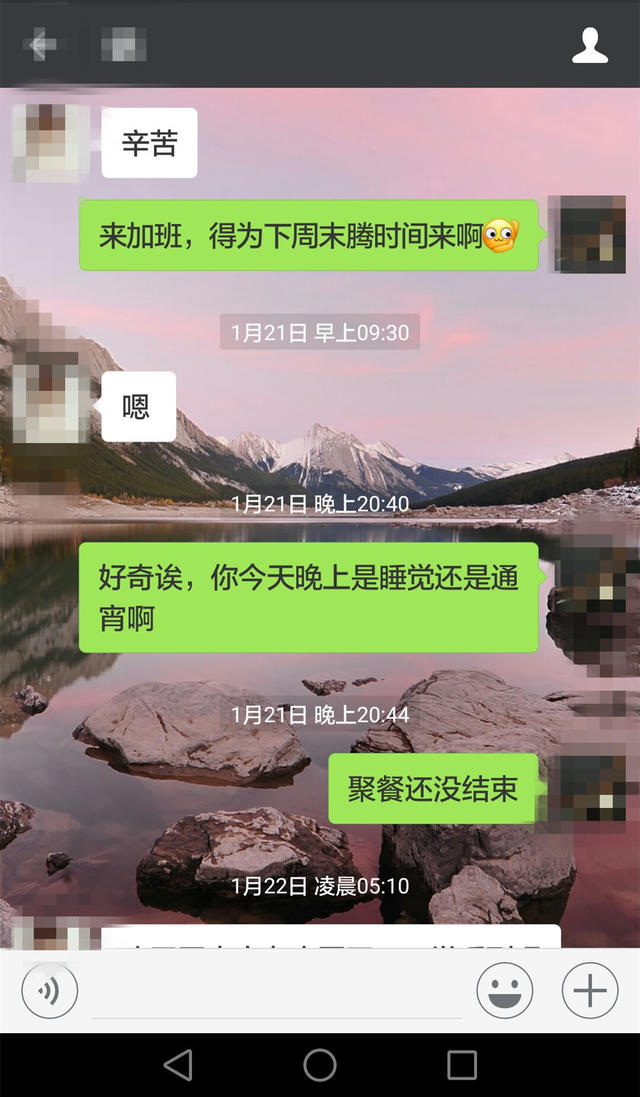 辛苦
来加班，得为下周末腾时间来啊
1月21日 早上09:30
嗯
1月21日 晚上20:40
好奇诶，你今天晚上是睡觉还是通
宵啊
1月21日 晚上20:44
聚餐还没结束
1月22日 凌晨05:10